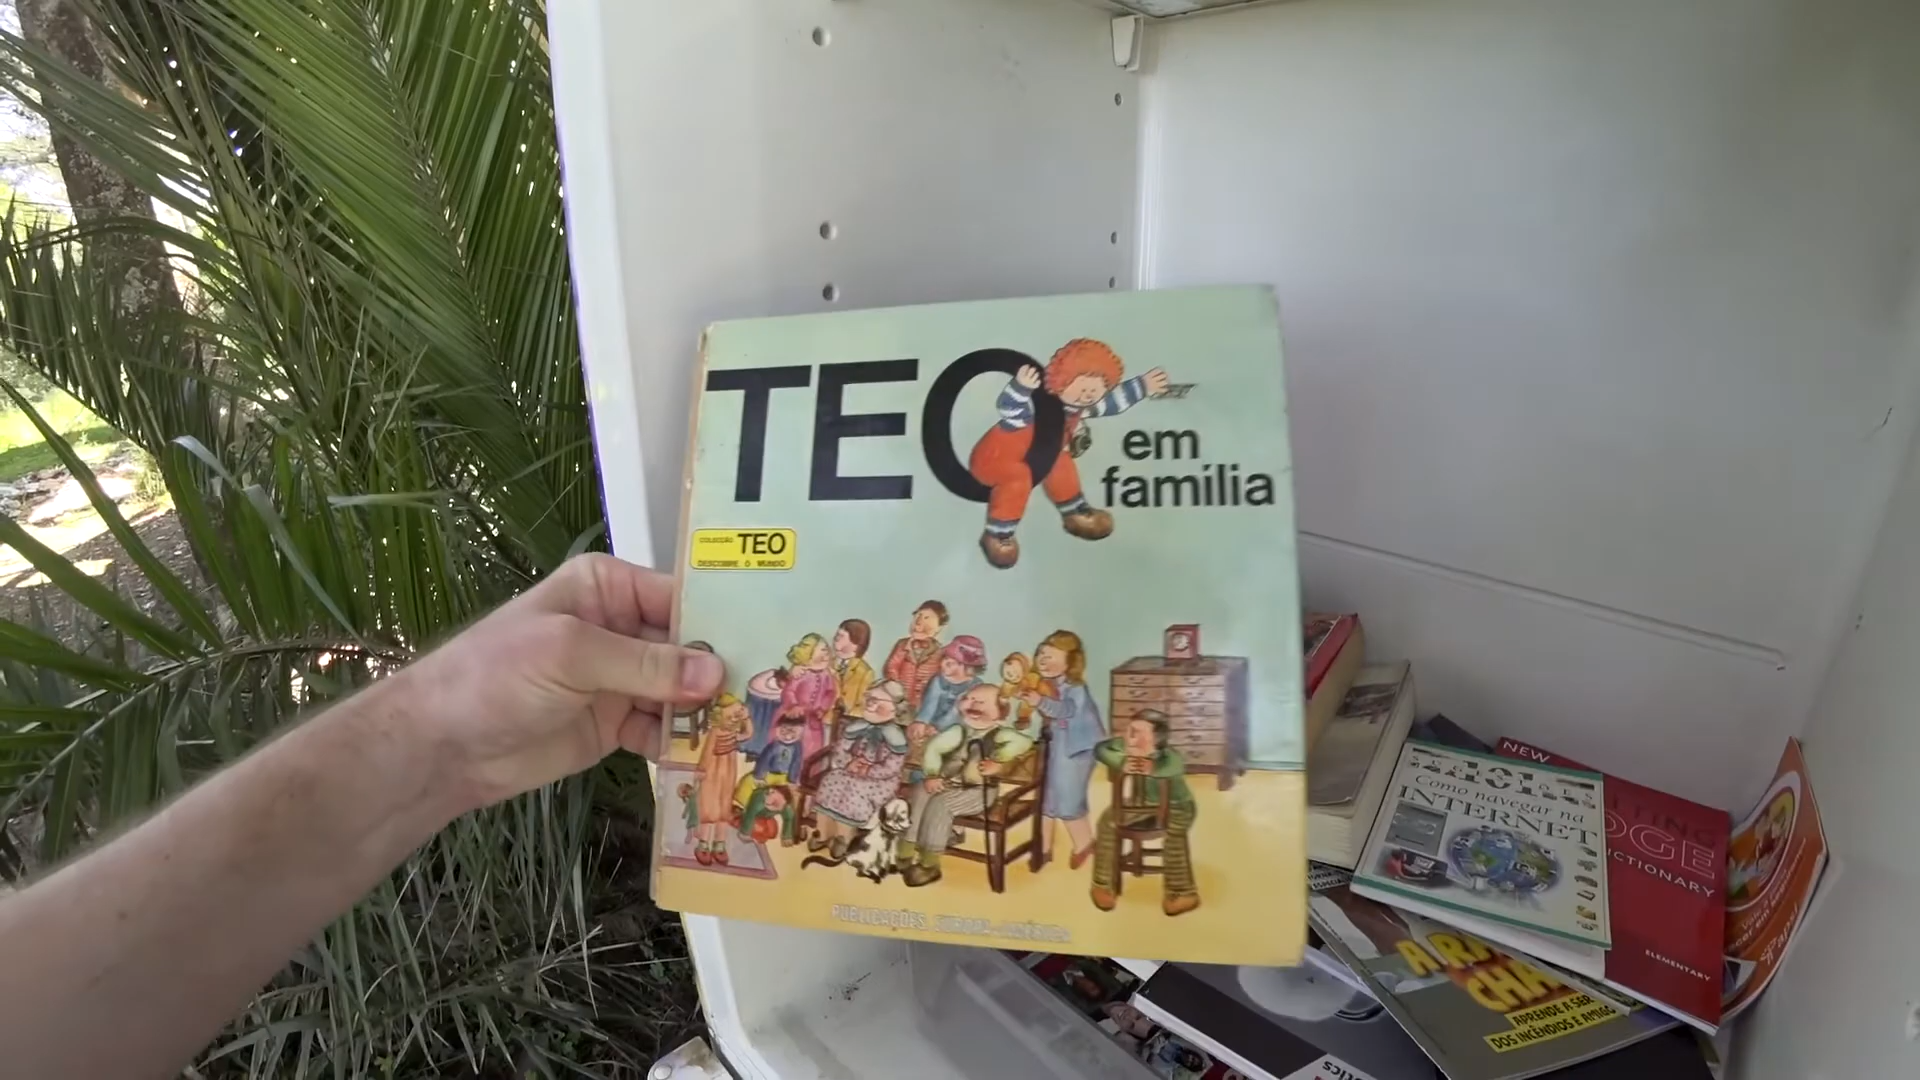 TEO
em
família
COLECÇÃO TEO
DESCOBRE O MUNDO
PUBLICAÇÕES EUROPA-AMÉRICA
101
Como navegar na
INTERNET
NEW
DICTIONARY
ELEMENTARY
APRENDE A SER
DOS INCÊNDIOS E AMIGO